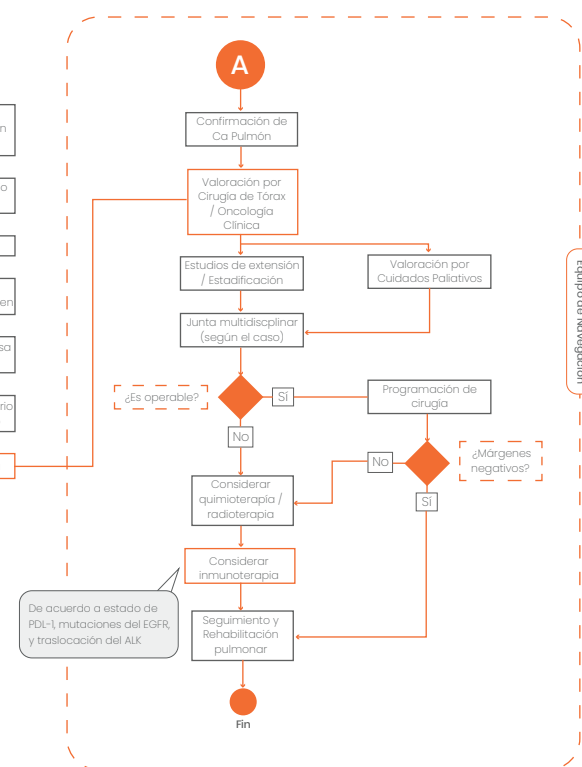 A
Confirmación de
Ca Pulmón
Valoración por
Cirugía de Tórax
/ Oncología
Clínica
Estudios de extensión
/ Estadificación
Valoración por
Cuidados Paliativos
Junta multidiscplinar
(según el caso)
¿Es operable?
Sí
No
Programación de
cirugía
¿Márgenes
negativos?
No
Sí
Considerar
quimioterapía /
radioterapia
Considerar
inmunoterapia
De acuerdo a estado de
PDL-1, mutaciones del EGFR,
y traslocación del ALK
Seguimiento y
Rehabilitación
pulmonar
Fin
Equipo de Navegación